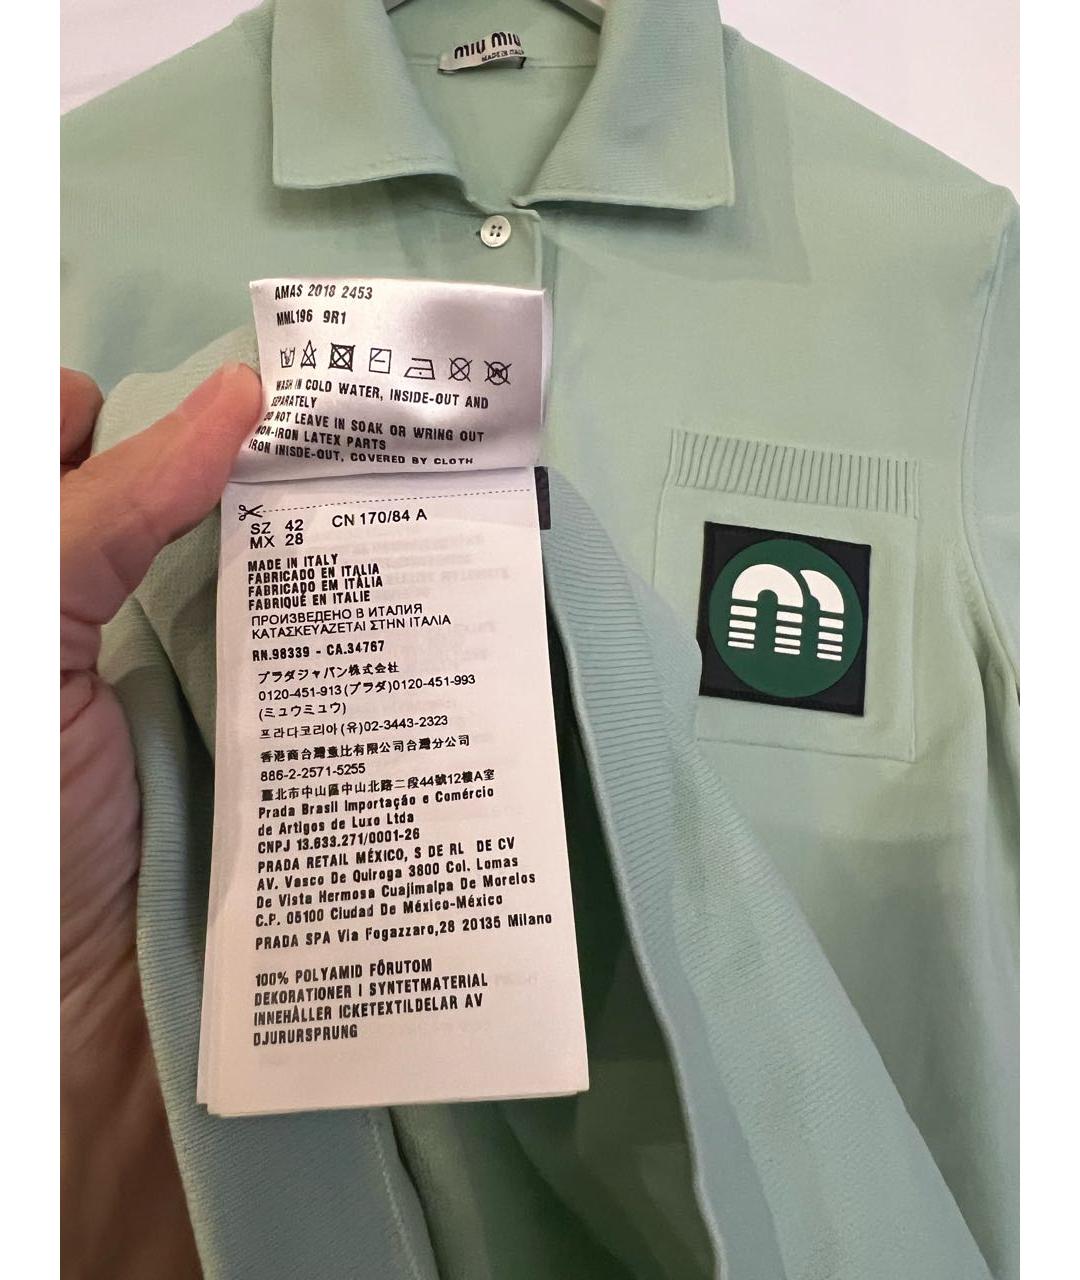 miu miu
MADE IN ITALY
AMAS 2018 2453
MML196 9R1
WASH IN COLD WATER, INSIDE-OUT AND
SEPARATELY
DO NOT LEAVE IN SOAK OR WRING OUT
NON-IRON LATEX PARTS
IRON INISDE-OUT, COVERED BY CLOTH
SZ 42 CN 170/84 A
MX 28
MADE IN ITALY
FABRICADO EN ITALIA
FABRICADO EM ITÁLIA
FABRIQUÉ EN ITALIE
ПРОИЗВЕДЕНО В ИТАЛИЯ
ΚΑΤΑΣΚΕΥΑΖΕΤΑΙ ΣΤΗΝ ΙΤΑΛΙΑ
RN.98339 - CA.34767
プラダジャパン株式会社
0120-451-913(プラダ)0120-451-993
(ミュウミュウ)
프라다코리아(유)02-3443-2323
香港商台灣壹比有限公司台灣分公司
886-2-2571-5255
臺北市中山區中山北路二段44號12樓A室
Prada Brasil Importação e Comércio
de Artigos de Luxo Ltda
CNPJ 13.633.271/0001-26
PRADA RETAIL MÉXICO, S DE RL DE CV
AV. Vasco De Quiroga 3800 Col. Lomas
De Vista Hermosa Cuajimalpa De Morelos
C.P. 05100 Ciudad De México-México
PRADA SPA Via Fogazzaro,28 20135 Milano
100% POLYAMID FÖRUTOM
DEKORATIONER I SYNTETMATERIAL
INNEHÅLLER ICKETEXTILDELAR AV
DJURURSPRUNG